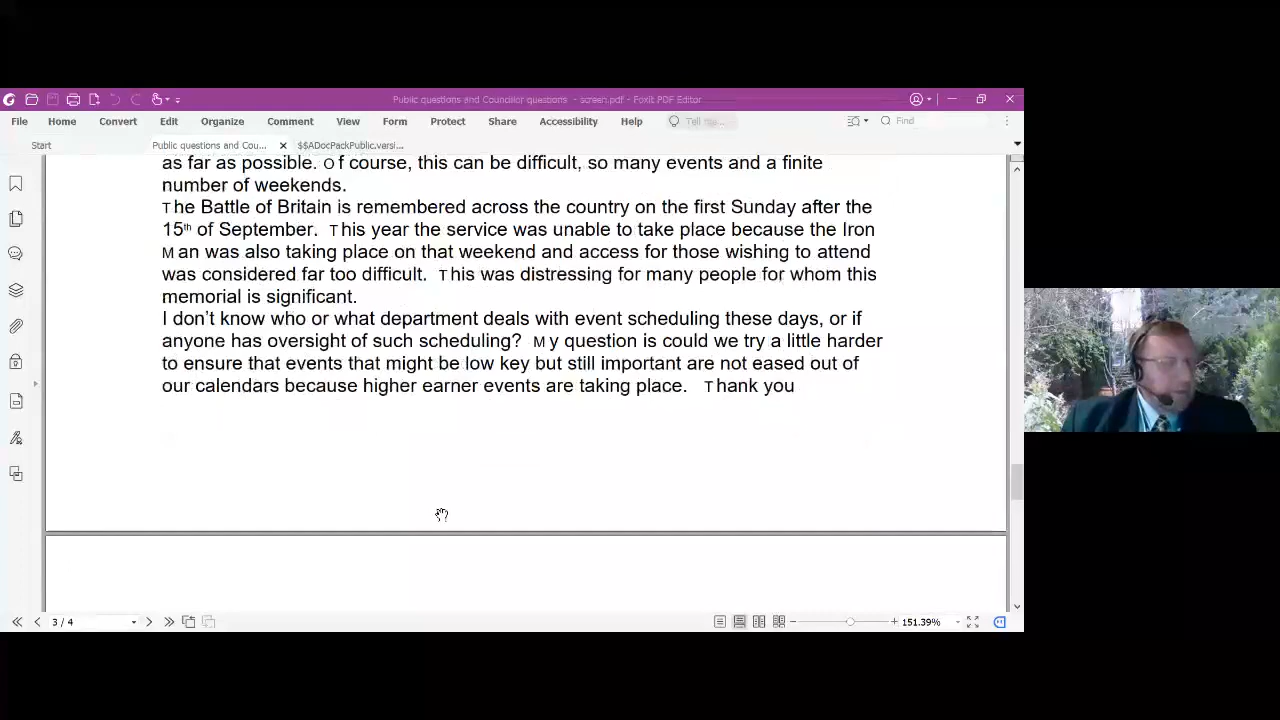 Public questions and Councillor questions - screen.pdf - Foxit PDF Editor
File Home Convert Edit Organize Comment View Form Protect Share Accessibility Help Tell me... Find
Start Public questions and Cou... $$ADocPackPublic.versi...
as far as possible. Of course, this can be difficult, so many events and a finite
number of weekends.
The Battle of Britain is remembered across the country on the first Sunday after the
15th of September. This year the service was unable to take place because the Iron
Man was also taking place on that weekend and access for those wishing to attend
was considered far too difficult. This was distressing for many people for whom this
memorial is significant.
I don't know who or what department deals with event scheduling these days, or if
anyone has oversight of such scheduling? My question is could we try a little harder
to ensure that events that might be low key but still important are not eased out of
our calendars because higher earner events are taking place. Thank you
3 / 4 151.39%